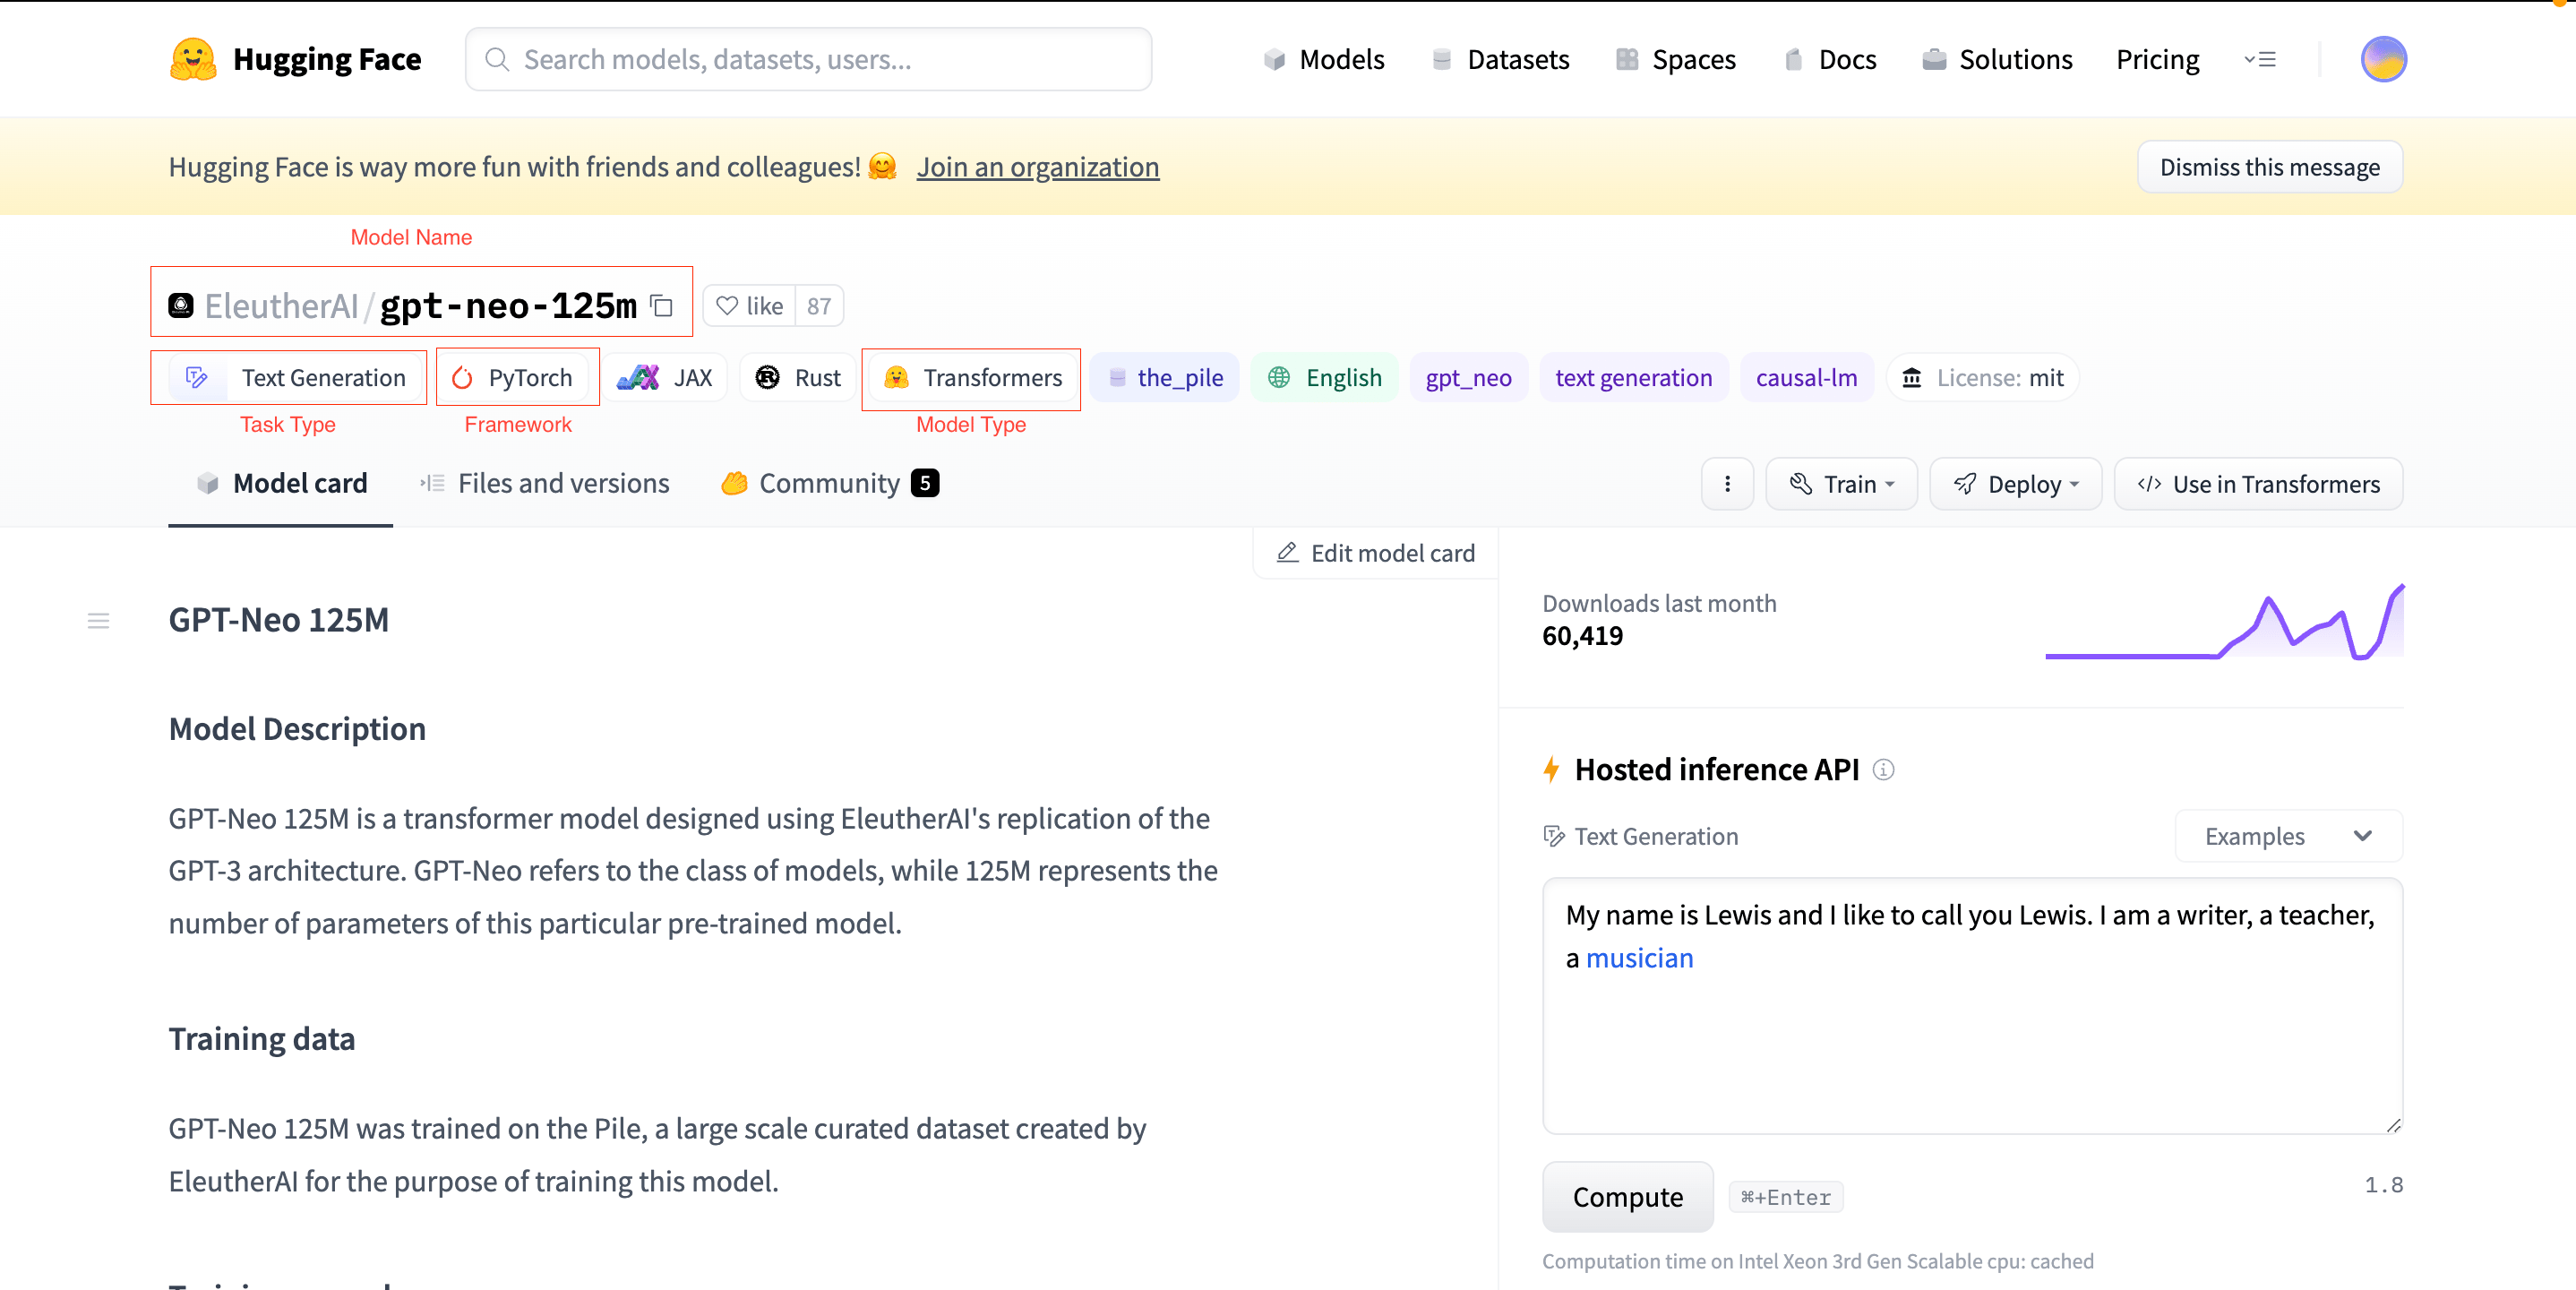 Hugging Face
Search models, datasets, users...
Models
Datasets
Spaces
Docs
Solutions
Pricing
Hugging Face is way more fun with friends and colleagues! 🤗 Join an organization
Dismiss this message
Model Name
EleutherAI/gpt-neo-125m
like 87
Text Generation
PyTorch
JAX
Rust
Transformers
the_pile
English
gpt_neo
text generation
causal-lm
License: mit
Task Type
Framework
Model Type
Model card
Files and versions
Community 5
Train
Deploy
</> Use in Transformers
Edit model card
GPT-Neo 125M
Model Description
GPT-Neo 125M is a transformer model designed using EleutherAI's replication of the
GPT-3 architecture. GPT-Neo refers to the class of models, while 125M represents the
number of parameters of this particular pre-trained model.
Training data
GPT-Neo 125M was trained on the Pile, a large scale curated dataset created by
EleutherAI for the purpose of training this model.
Downloads last month
60,419
Hosted inference API
Text Generation
Examples
My name is Lewis and I like to call you Lewis. I am a writer, a teacher,
a musician
Compute
⌘+Enter
1.8
Computation time on Intel Xeon 3rd Gen Scalable cpu: cached